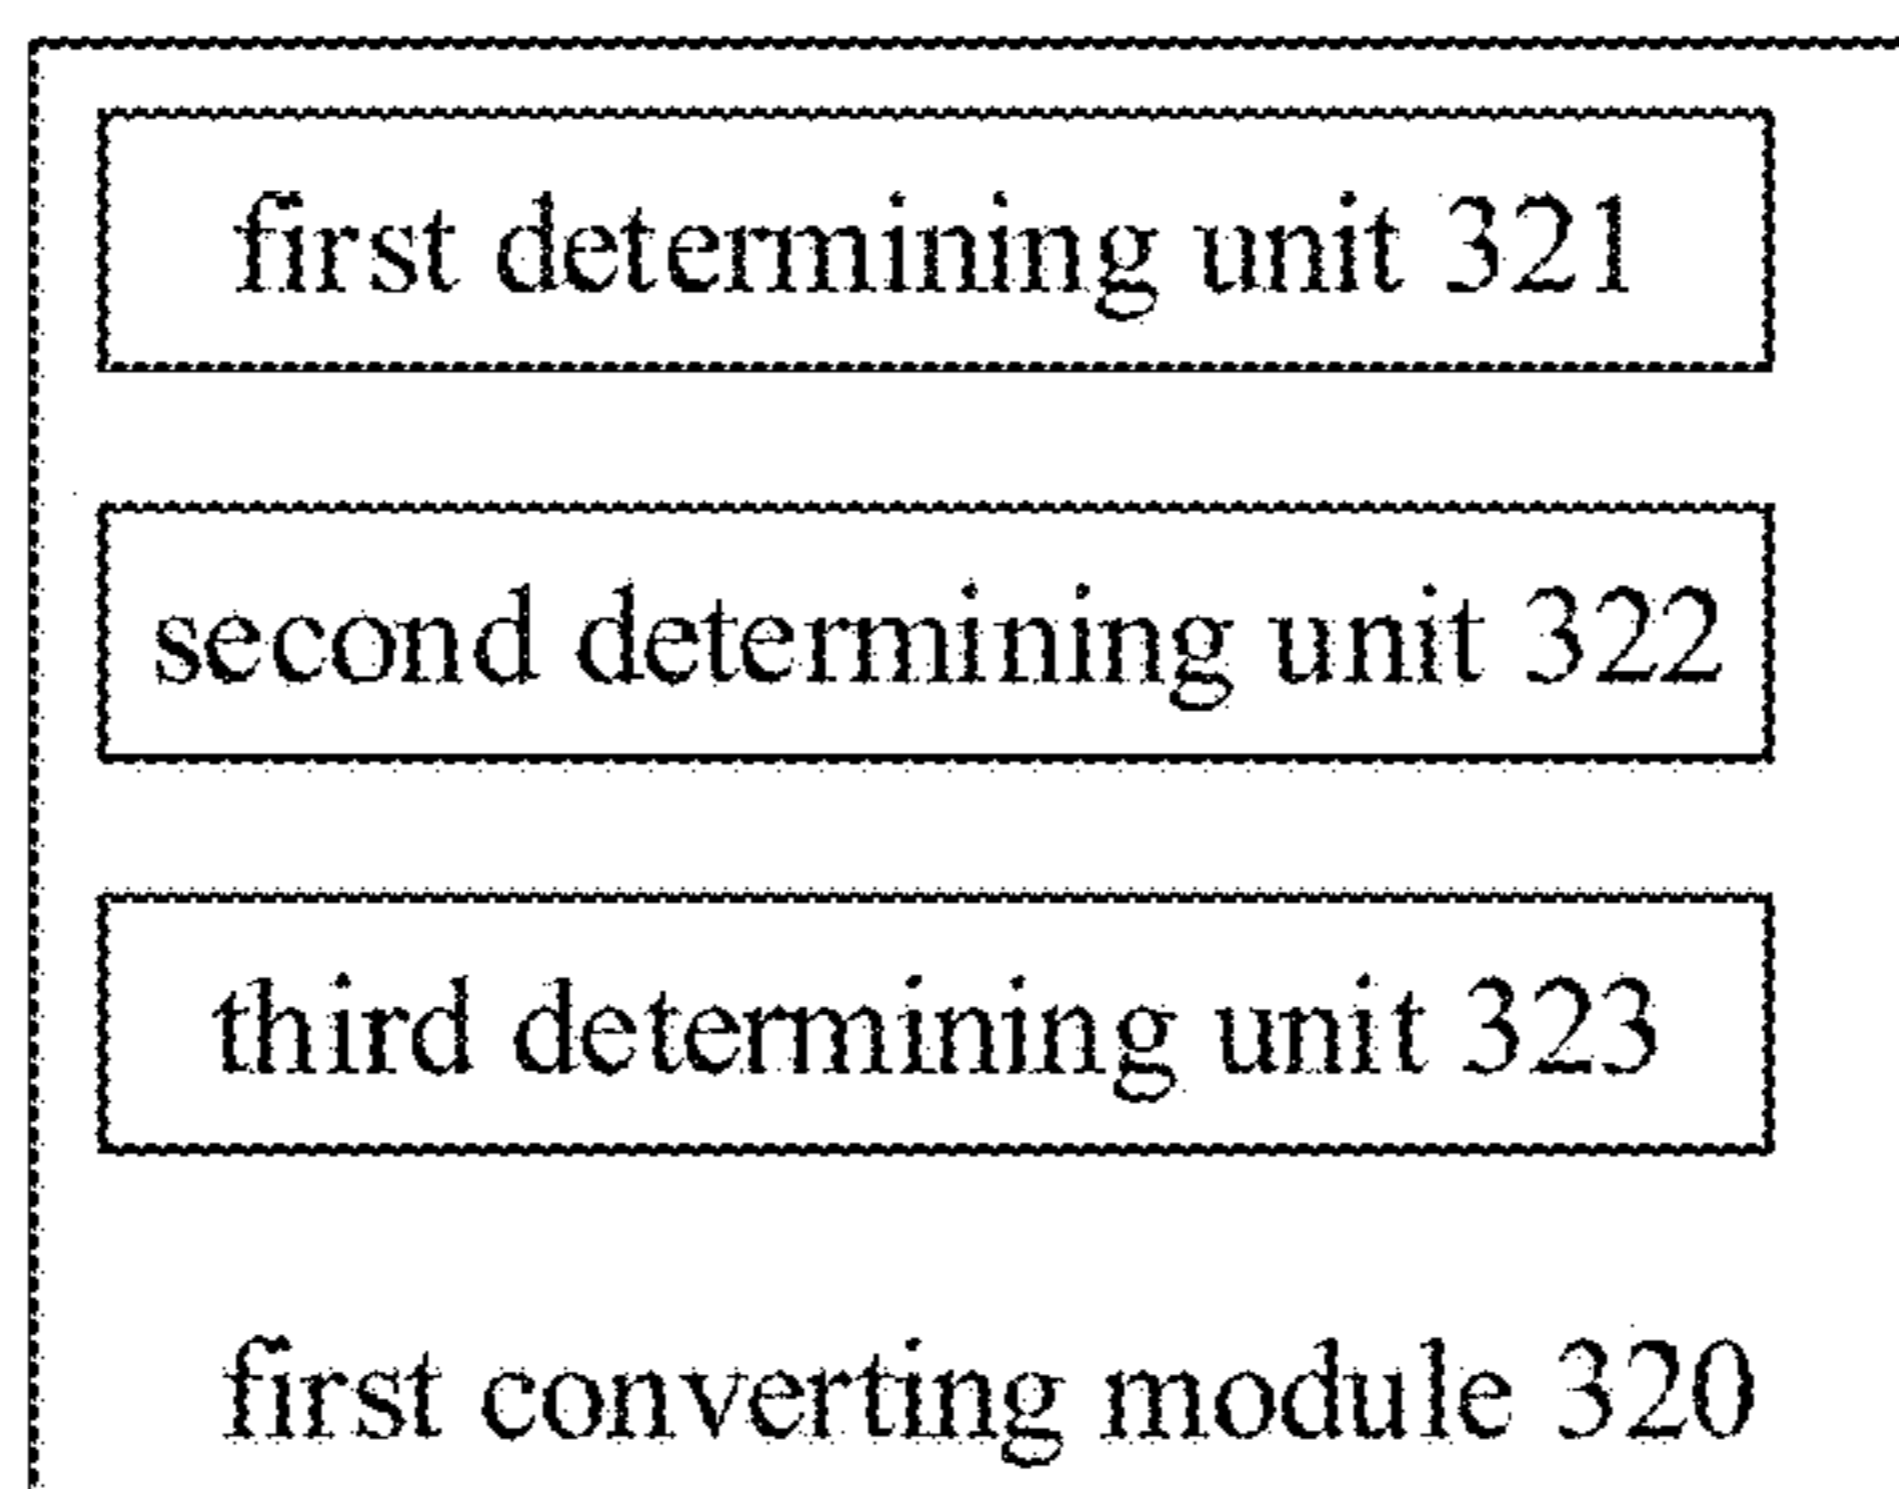 first determining unit 321
second determining unit 322
third determining unit 323
first converting module 320